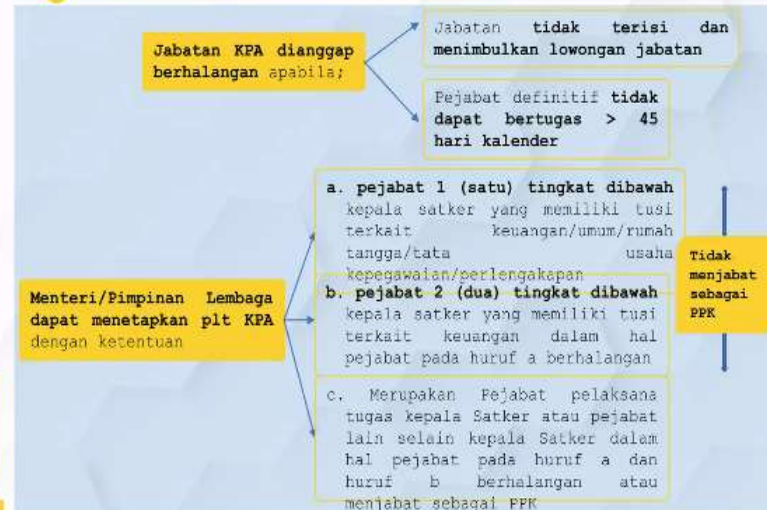 Jabatan KPA dianggap
berhalangan apabila;
Jabatan tidak terisi dan
menimbulkan lowongan jabatan
Pejabat definitif tidak
dapat bertugas > 45
hari kalender
Menteri/Pimpinan Lembaga
dapat menetapkan plt KPA
dengan ketentuan
a. pejabat 1 (satu) tingkat dibawah
kepala satker yang memiliki tusi
terkait keuangan/umum/rumah
tangga/tata usaha
kepegawaian/perlengakapan
b. pejabat 2 (dua) tingkat dibawah
kepala satker yang memiliki tusi
terkait keuangan dalam hal
pejabat pada huruf a berhalangan
c. Merupakan Pejabat pelaksana
tugas kepala Satker atau pejabat
lain selain kepala Satker dalam
hal pejabat pada huruf a dan
huruf b berhalangan atau
menjabat sebagai PPK
Tidak
menjabat
sebagai
PPK